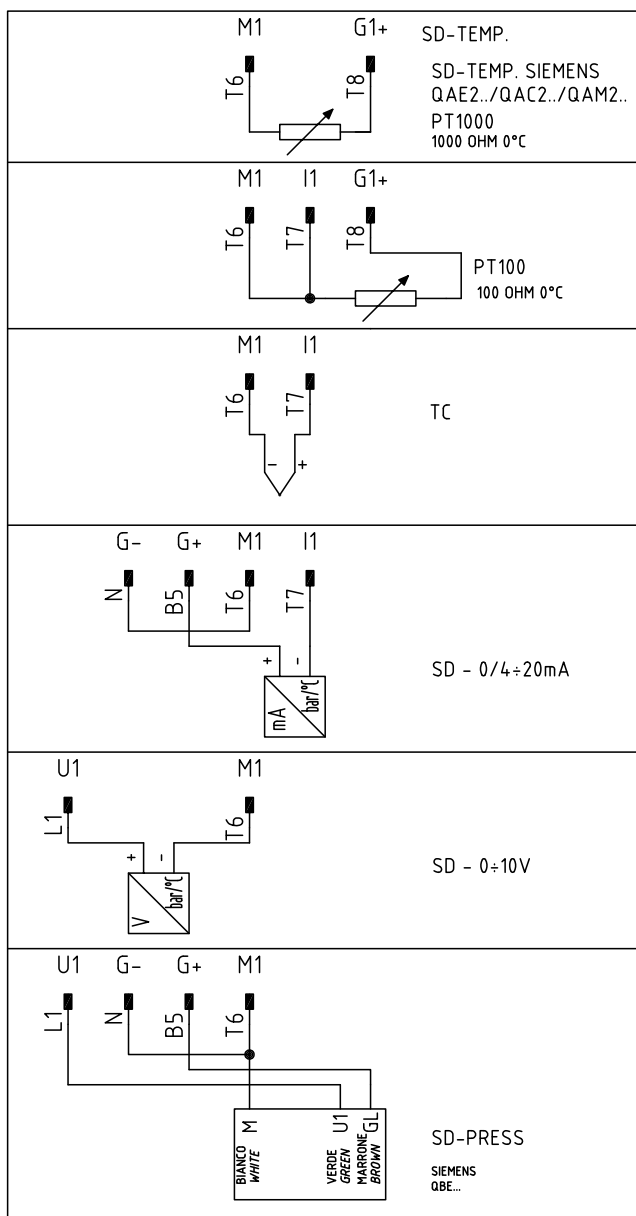 M1 G1+ SD-TEMP.
T6 T8 SD-TEMP. SIEMENS
QAE2../QAC2../QAM2..
PT1000
1000 OHM 0°C
M1 I1 G1+
T6 T7 T8
PT100
100 OHM 0°C
M1 I1
T6 T7
TC
- +
G- G+ M1 I1
N B5 T6 T7
+ -
mA bar/°C
SD - 0/4÷20mA
U1 M1
L1 T6
+ -
V bar/°C
SD - 0÷10V
U1 G- G+ M1
L1 N B5 T6
M U1 GL
BIANCO
WHITE
VERDE
GREEN
MARRONE
BROWN
SD-PRESS
SIEMENS
QBE...